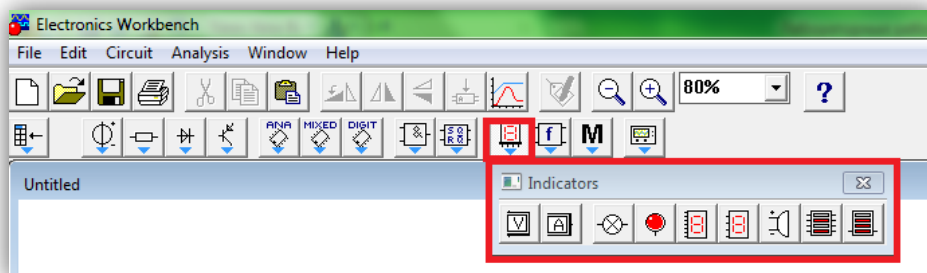 Electronics Workbench
File Edit Circuit Analysis Window Help
80% ?
ANA MIXED DIGIT & S Q R Q f M
Untitled
Indicators
V A